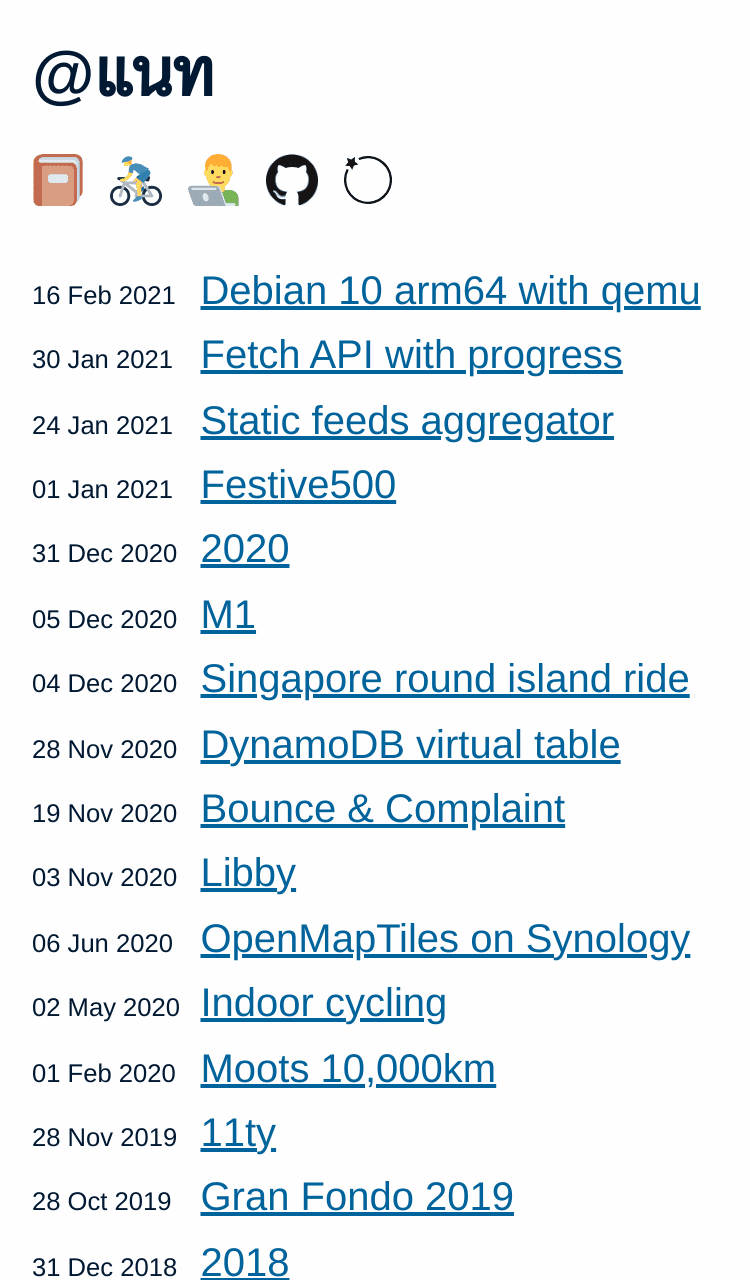 @แนท
16 Feb 2021 Debian 10 arm64 with qemu
30 Jan 2021 Fetch API with progress
24 Jan 2021 Static feeds aggregator
01 Jan 2021 Festive500
31 Dec 2020 2020
05 Dec 2020 M1
04 Dec 2020 Singapore round island ride
28 Nov 2020 DynamoDB virtual table
19 Nov 2020 Bounce & Complaint
03 Nov 2020 Libby
06 Jun 2020 OpenMapTiles on Synology
02 May 2020 Indoor cycling
01 Feb 2020 Moots 10,000km
28 Nov 2019 11ty
28 Oct 2019 Gran Fondo 2019
31 Dec 2018 2018